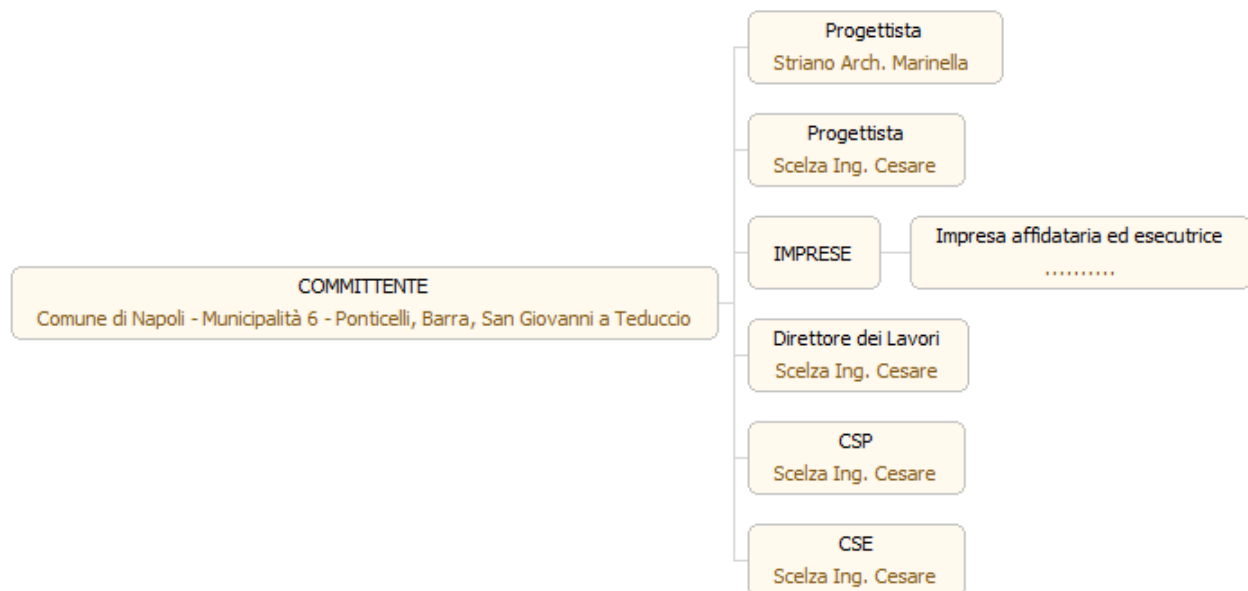 Progettista
Striano Arch. Marinella
Progettista
Scelza Ing. Cesare
IMPRESE
Impresa affidataria ed esecutrice
..........
COMMITTENTE
Comune di Napoli - Municipalità 6 - Ponticelli, Barra, San Giovanni a Teduccio
Direttore dei Lavori
Scelza Ing. Cesare
CSP
Scelza Ing. Cesare
CSE
Scelza Ing. Cesare